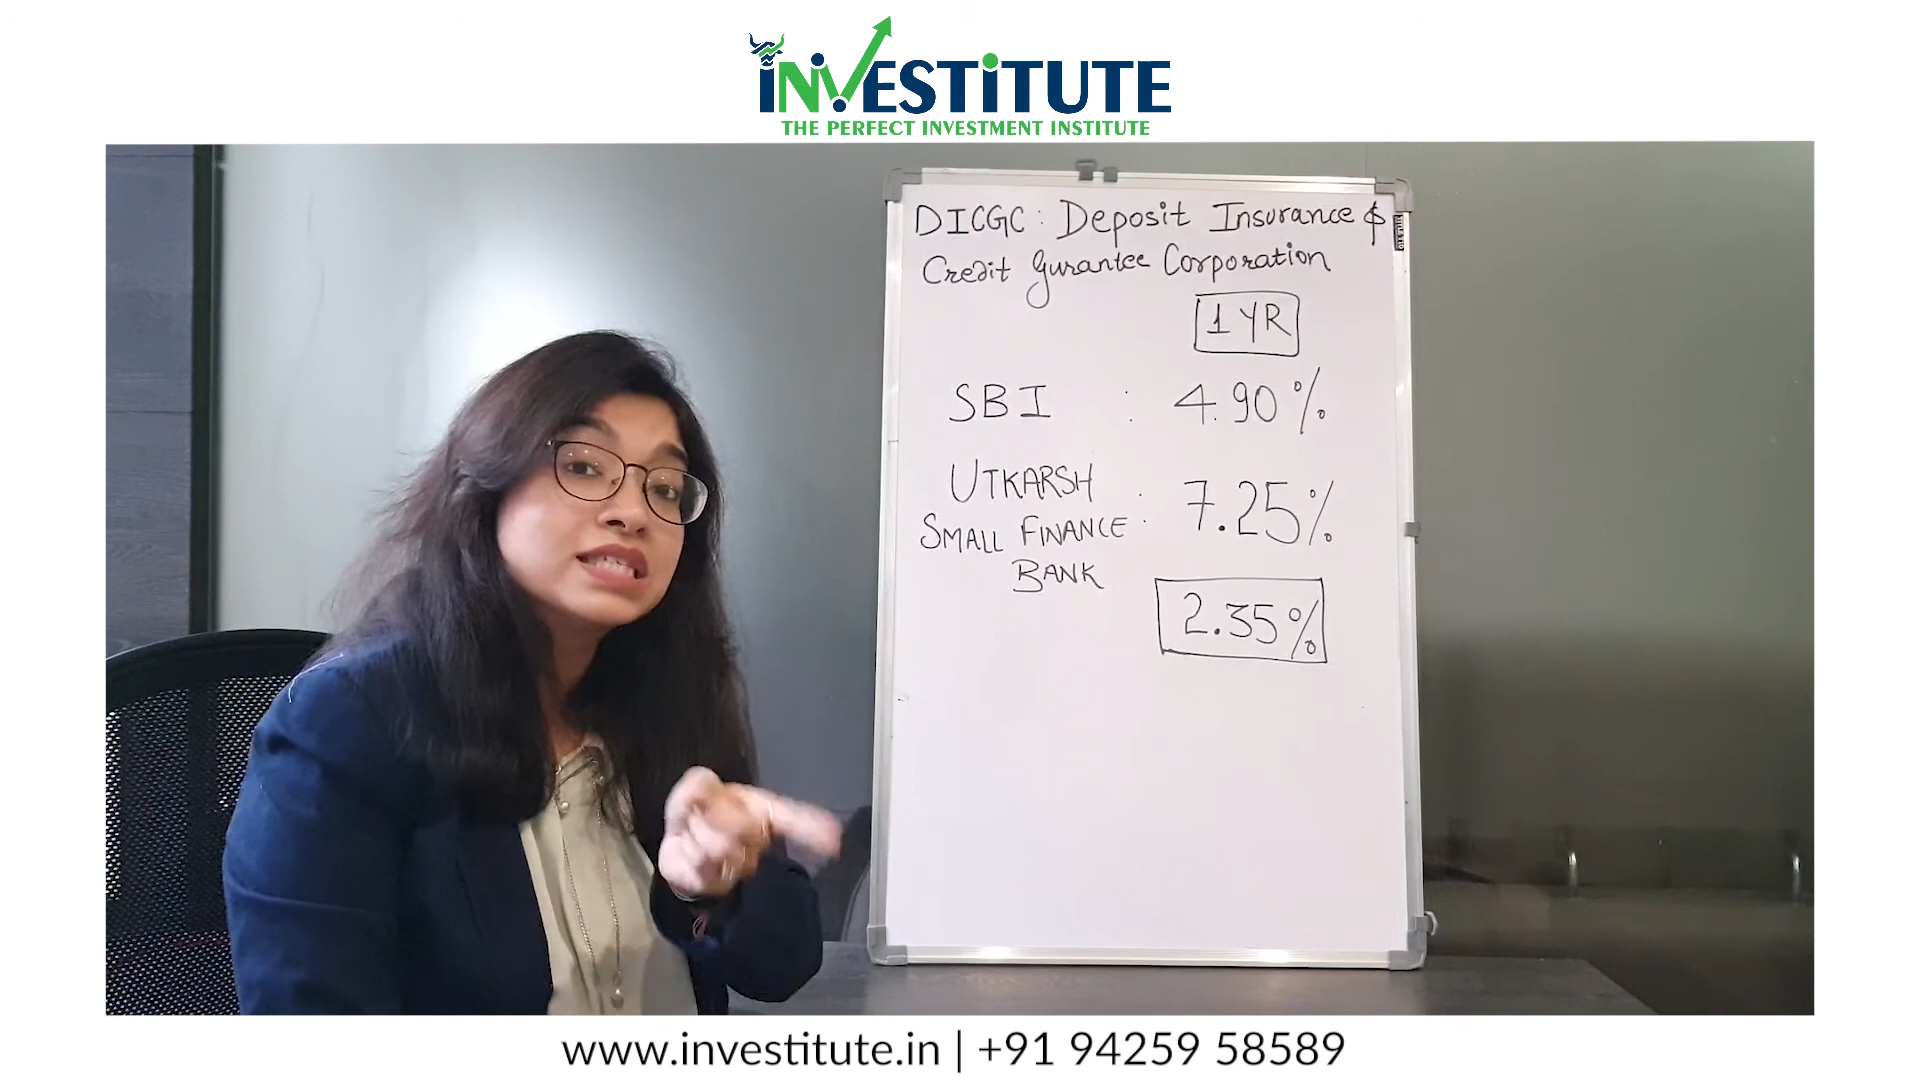 INVESTITUTE
THE PERFECT INVESTMENT INSTITUTE
DICGC : Deposit Insurance &
Credit Gurantee Corporation
1 YR
SBI : 4.90%
UTKARSH
SMALL FINANCE : 7.25%
BANK
2.35%
www.investitute.in | +91 94259 58589